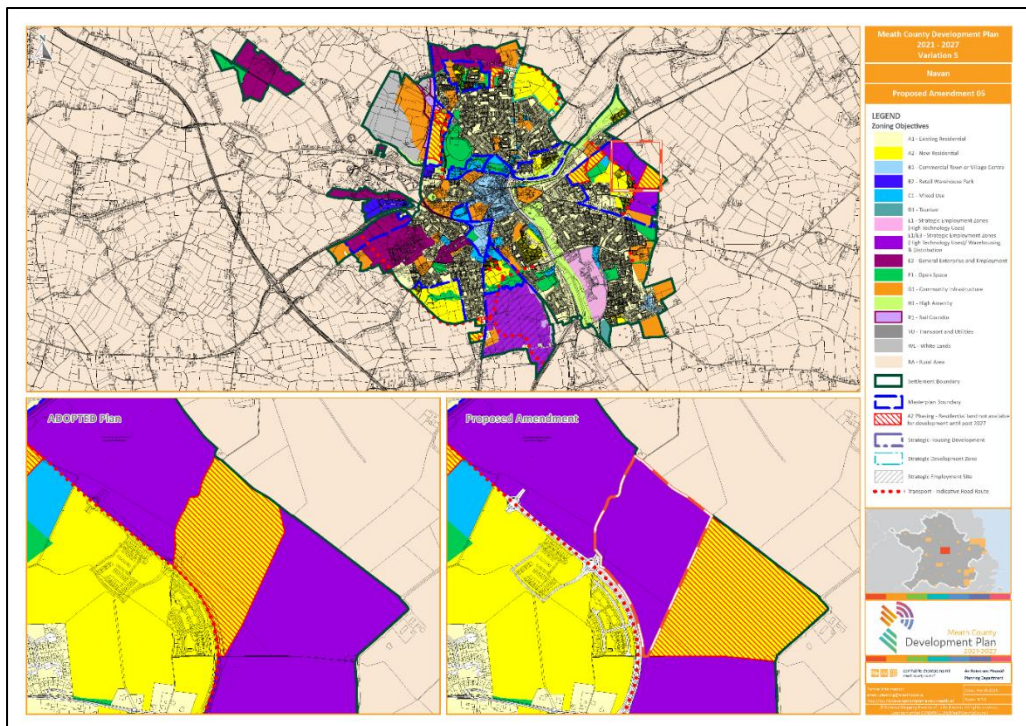 N
Meath County Development Plan
2021 - 2027
Variation 5
Navan
Proposed Amendment 05
LEGEND
Zoning Objectives
A1 - Existing Residential
A2 - New Residential
B1 - Commercial Town or Village Centre
B2 - Retail Warehouse Park
C1 - Mixed Use
D1 - Tourism
E1 - Strategic Employment Zones
(High Technology Uses)
E1/E3 - Strategic Employment Zones
(High Technology Uses)/ Warehousing
& Distribution
E2 - General Enterprise and Employment
F1 - Open Space
G1 - Community Infrastructure
H1 - High Amenity
R1 - Rail Corridor
TU - Transport and Utilities
WL - White Lands
RA - Rural Area
Settlement Boundary
Masterplan Boundary
A2 Phasing - Residential land not available
for development until post 2027
Strategic Housing Development
Strategic Development Zone
Strategic Employment Site
Transport - Indicative Road Route
ADOPTED Plan
Proposed Amendment
Meath County
Development Plan
2021-2027
Planning Department